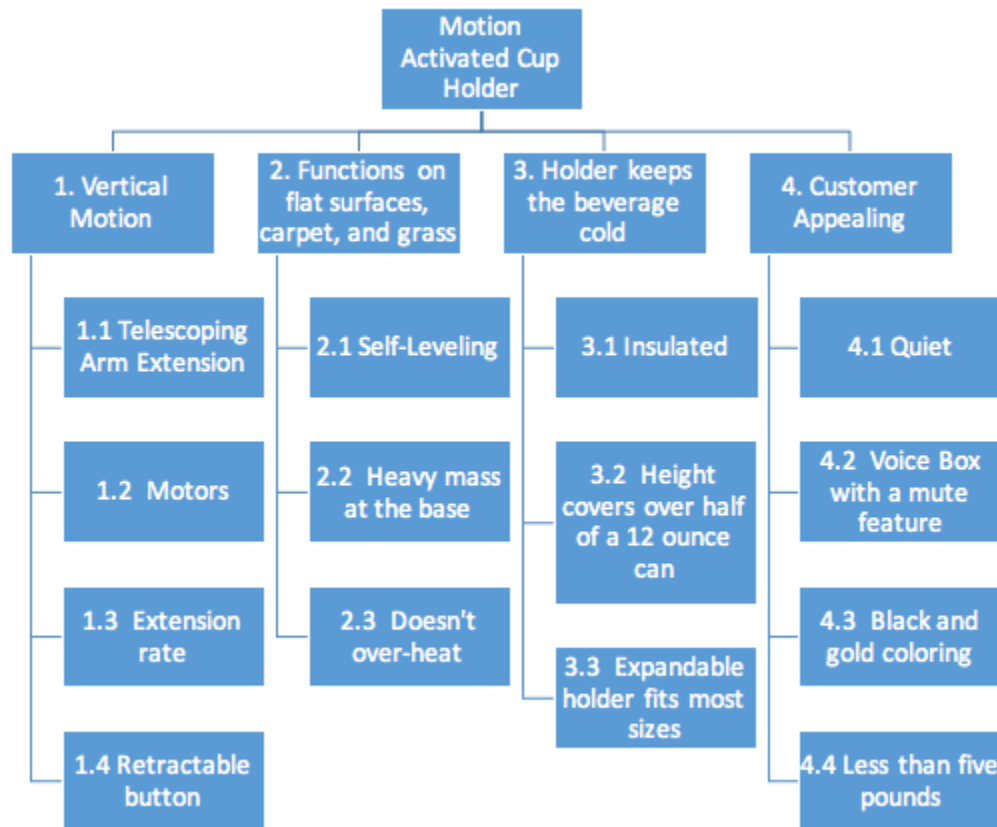 Motion
Activated Cup
Holder
1. Vertical
Motion
2. Functions on
flat surfaces,
carpet, and grass
3. Holder keeps
the beverage
cold
4. Customer
Appealing
1.1 Telescoping
Arm Extension
1.2 Motors
1.3 Extension
rate
1.4 Retractable
button
2.1 Self-Leveling
2.2 Heavy mass
at the base
2.3 Doesn't
over-heat
3.1 Insulated
3.2 Height
covers over half
of a 12 ounce
can
3.3 Expandable
holder fits most
sizes
4.1 Quiet
4.2 Voice Box
with a mute
feature
4.3 Black and
gold coloring
4.4 Less than five
pounds